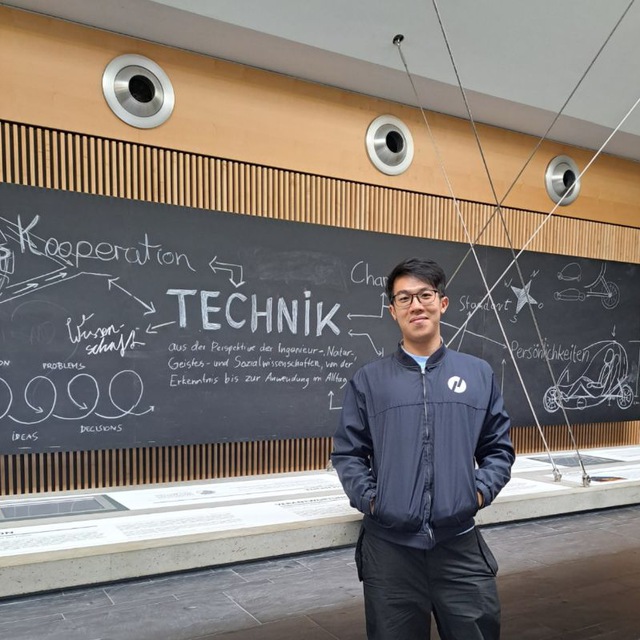 Kooperation
TECHNIK
aus der Perspektive der Ingenieur-, Natur-,
Geistes- und Sozialwissenschaften, von der
Erkenntnis bis zur Anwendung im Alltag
Wissen-
schaft
PROBLEMS
IDEAS
DECISIONS
Standort
N
S
Persönlichkeiten